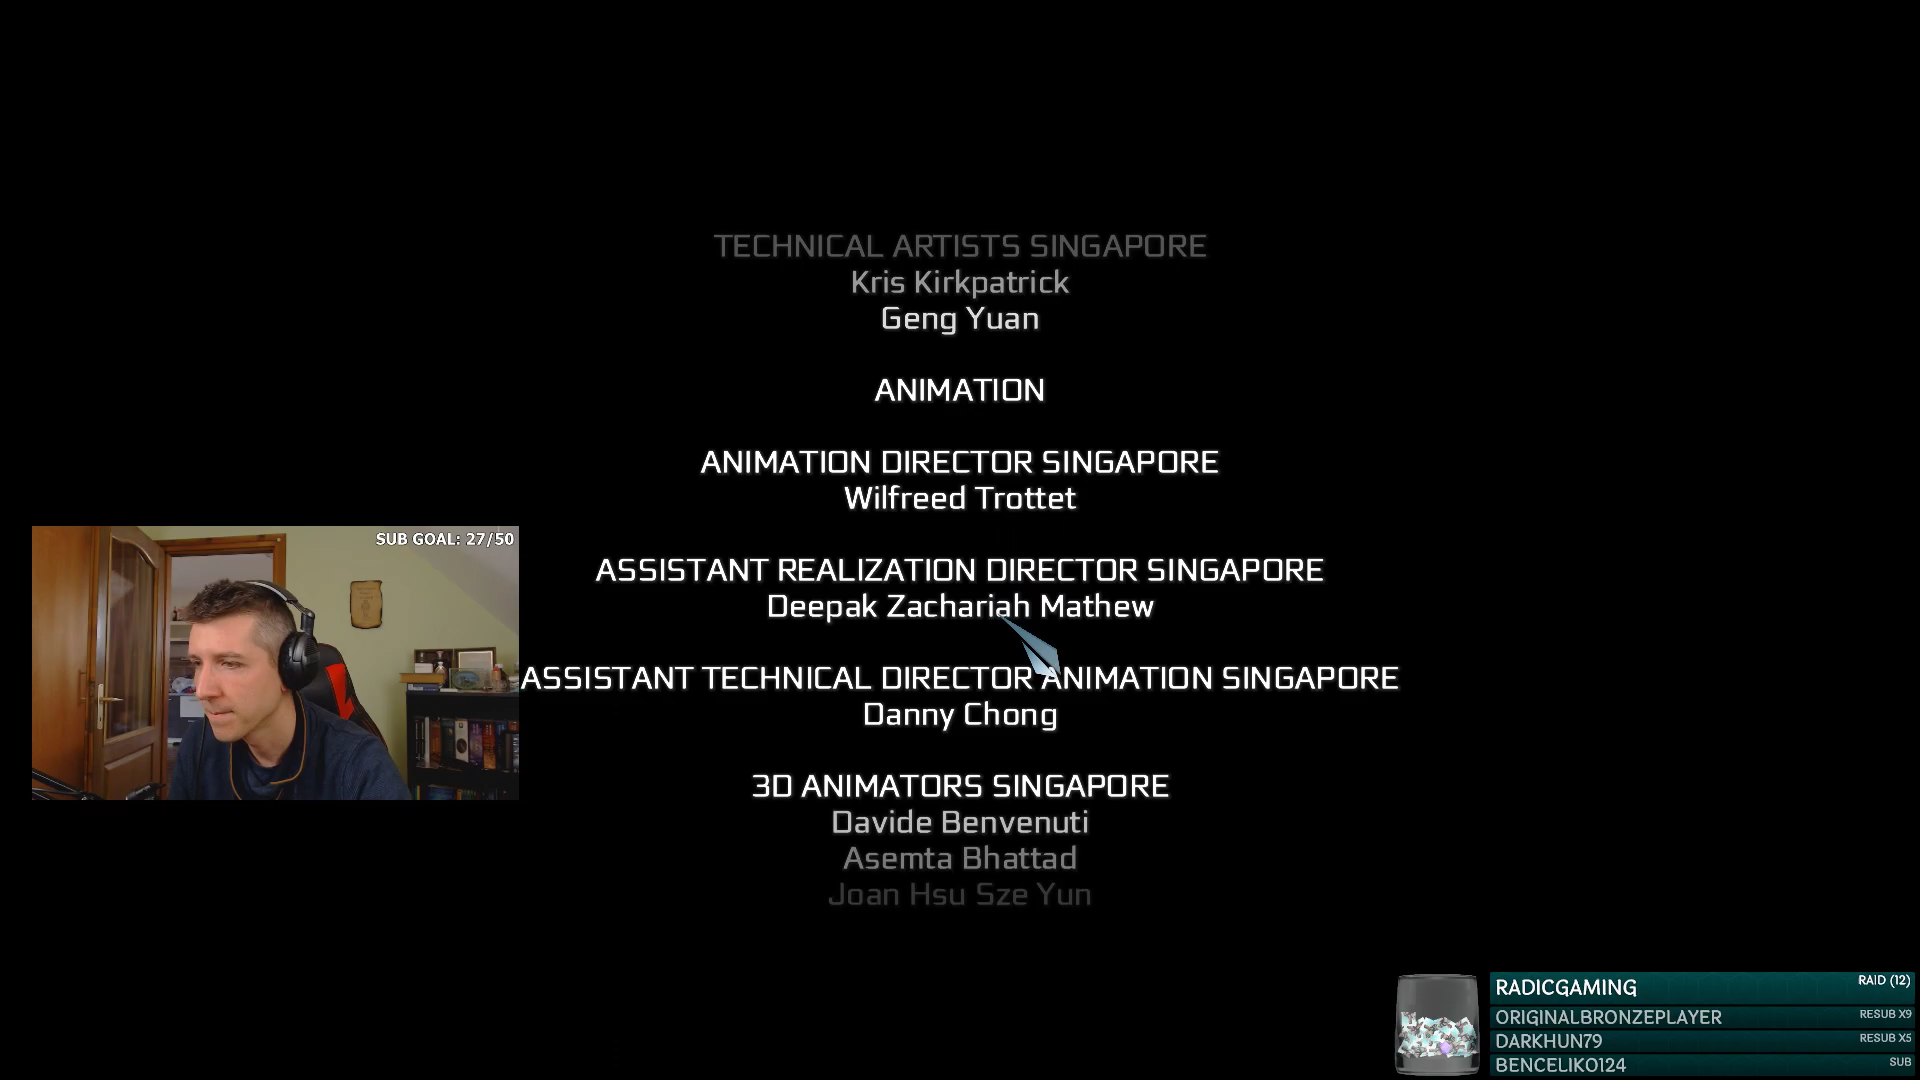 TECHNICAL ARTISTS SINGAPORE
Kris Kirkpatrick
Geng Yuan
ANIMATION
ANIMATION DIRECTOR SINGAPORE
Wilfreed Trottet
SUB GOAL: 27/50
ASSISTANT REALIZATION DIRECTOR SINGAPORE
Deepak Zachariah Mathew
ASSISTANT TECHNICAL DIRECTOR ANIMATION SINGAPORE
Danny Chong
3D ANIMATORS SINGAPORE
Davide Benvenuti
Asemta Bhattad
Joan Hsu Sze Yun
RADICGAMING RAID (12)
ORIGINALBRONZEPLAYER RESUB X9
DARKHUN79 RESUB X5
BENCELIKO124 SUB